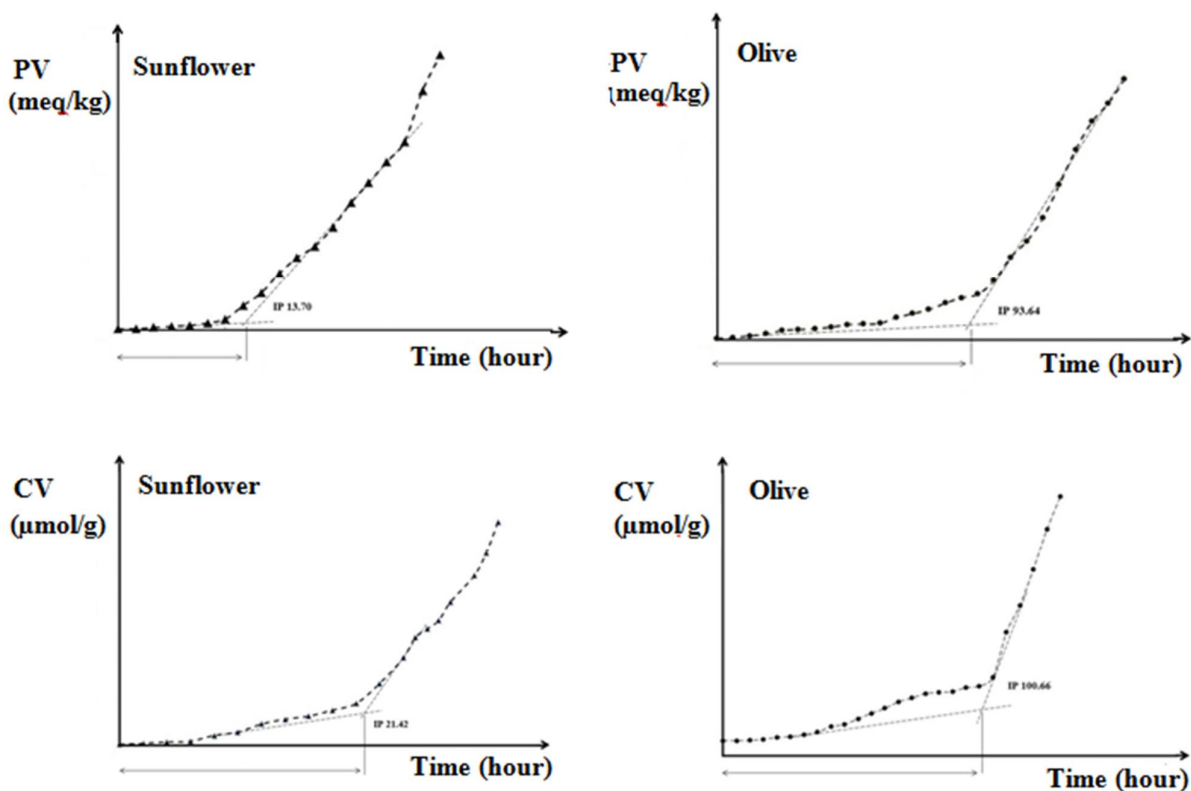 PV
(meq/kg)
Sunflower
IP 13.70
Time (hour)
PV
(meq/kg)
Olive
IP 93.64
Time (hour)
CV
(µmol/g)
Sunflower
IP 21.42
Time (hour)
CV
(µmol/g)
Olive
IP 100.66
Time (hour)